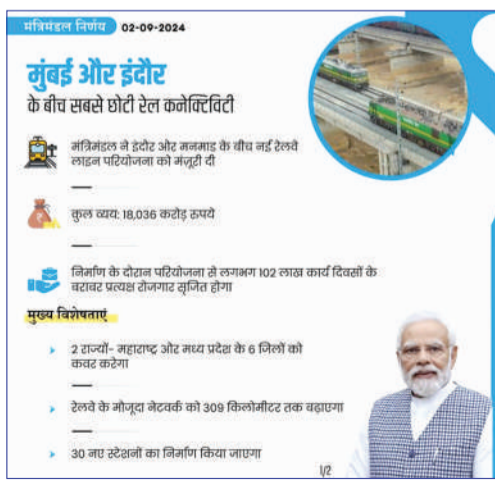 मंत्रिमंडल निर्णय 02-09-2024
मुंबई और इंदौर
के बीच सबसे छोटी रेल कनेक्टिविटी
मंत्रिमंडल ने इंदौर और मनमाड के बीच नई रेलवे
लाइन परियोजना को मंजूरी दी
कुल व्यय: 18,036 करोड़ रुपये
निर्माण के दौरान परियोजना से लगभग 102 लाख कार्य दिवसों के
बराबर प्रत्यक्ष रोजगार सृजित होगा
मुख्य विशेषताएं
2 राज्यों- महाराष्ट्र और मध्य प्रदेश के 6 जिलों को
कवर करेगा
रेलवे के मौजूदा नेटवर्क को 309 किलोमीटर तक बढ़ाएगा
30 नए स्टेशनों का निर्माण किया जाएगा
1/2